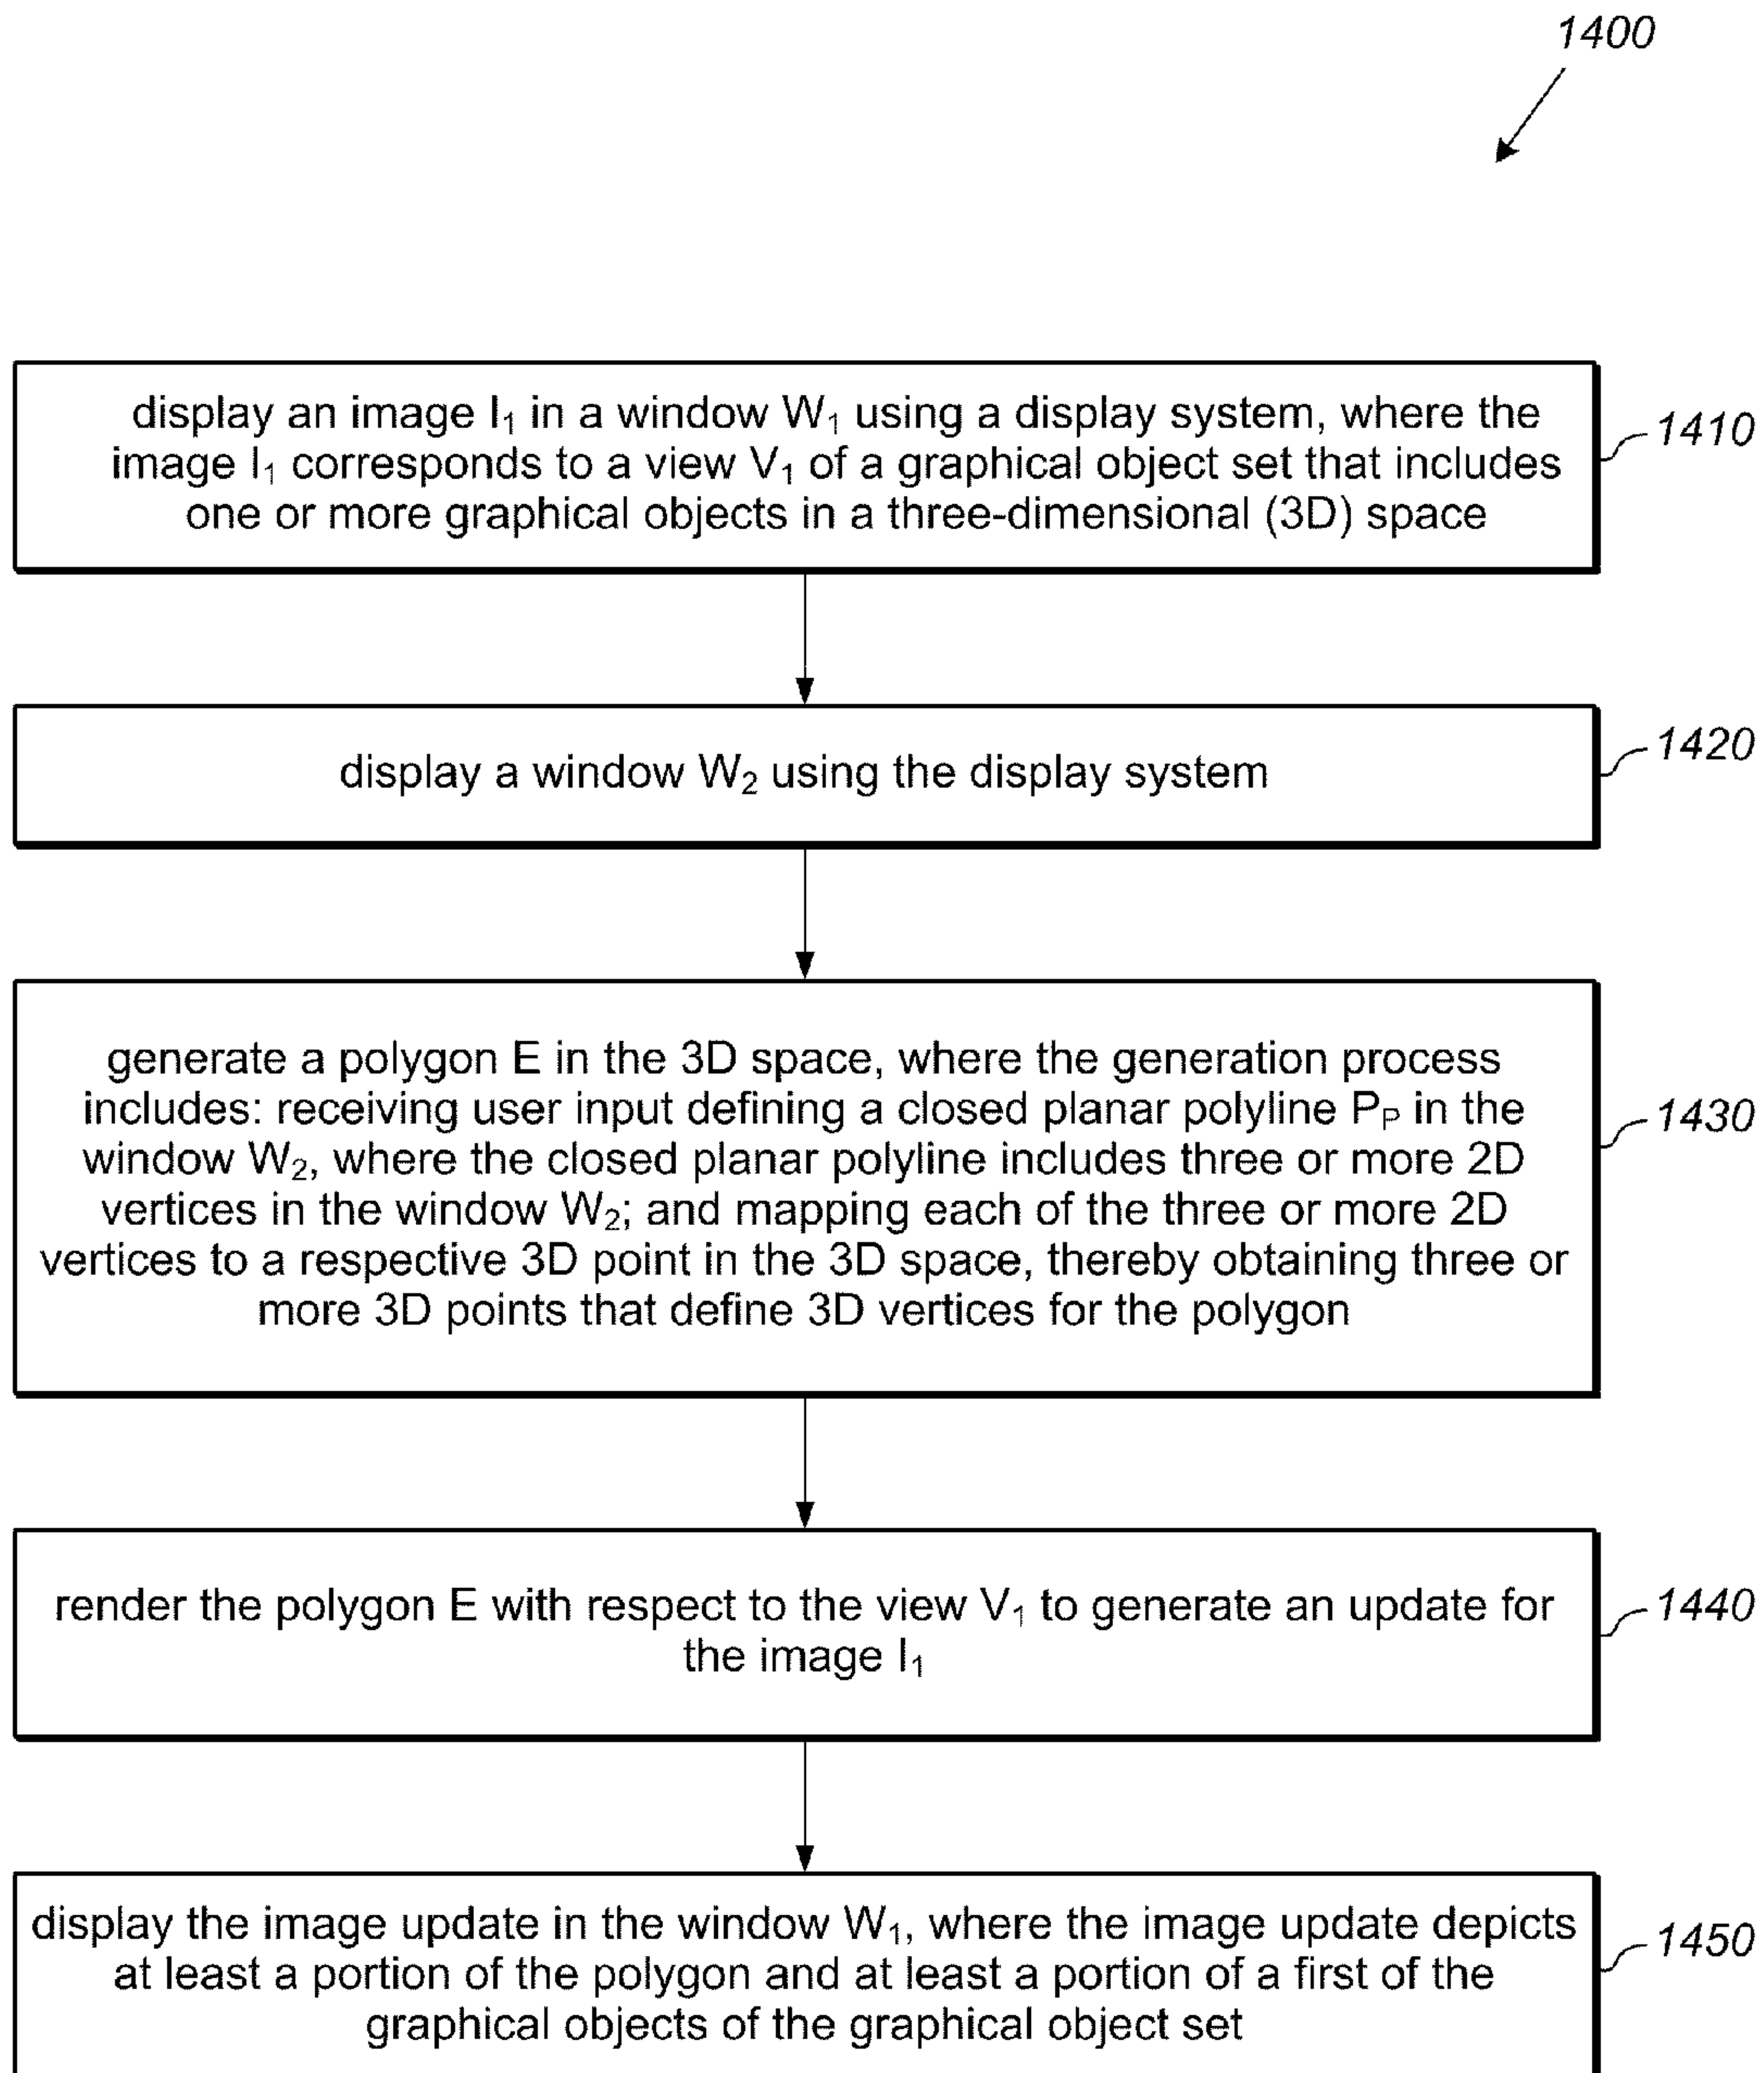 1400
display an image I₁ in a window W₁ using a display system, where the
image I₁ corresponds to a view V₁ of a graphical object set that includes
one or more graphical objects in a three-dimensional (3D) space
1410
display a window W₂ using the display system
1420
generate a polygon E in the 3D space, where the generation process
includes: receiving user input defining a closed planar polyline Pₚ in the
window W₂, where the closed planar polyline includes three or more 2D
vertices in the window W₂; and mapping each of the three or more 2D
vertices to a respective 3D point in the 3D space, thereby obtaining three or
more 3D points that define 3D vertices for the polygon
1430
render the polygon E with respect to the view V₁ to generate an update for
the image I₁
1440
display the image update in the window W₁, where the image update depicts
at least a portion of the polygon and at least a portion of a first of the
graphical objects of the graphical object set
1450